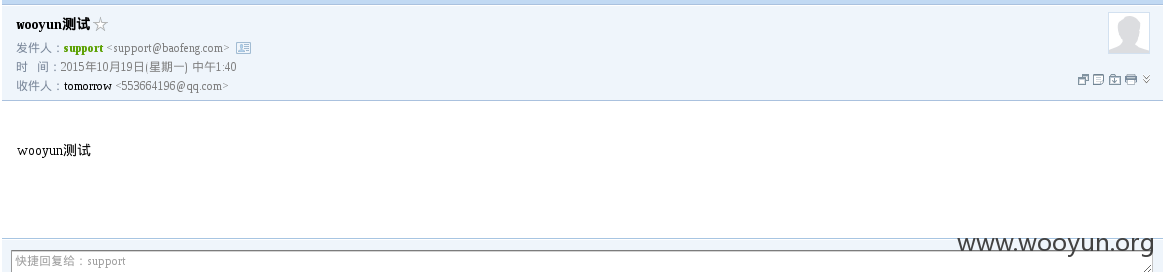 wooyun测试☆
发件人：support <support@baofeng.com>
时 间：2015年10月19日(星期一) 中午1:40
收件人：tomorrow <553664196@qq.com>
wooyun测试
www.wooyun.org
快捷回复给：support